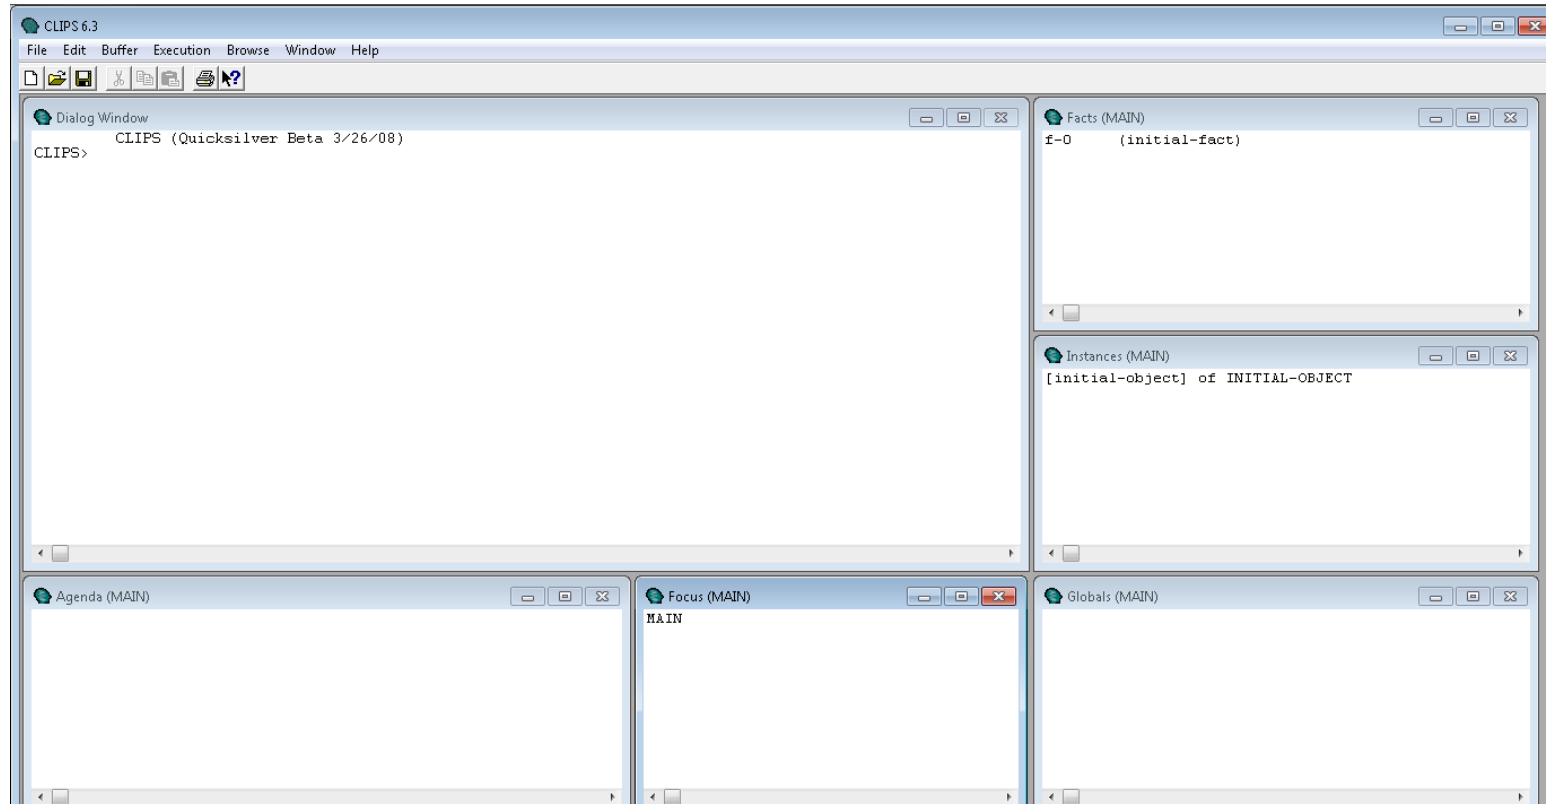 CLIPS 6.3
File Edit Buffer Execution Browse Window Help
Dialog Window
CLIPS (Quicksilver Beta 3/26/08)
CLIPS>
Facts (MAIN)
f-0 (initial-fact)
Instances (MAIN)
[initial-object] of INITIAL-OBJECT
Agenda (MAIN)
Focus (MAIN)
MAIN
Globals (MAIN)